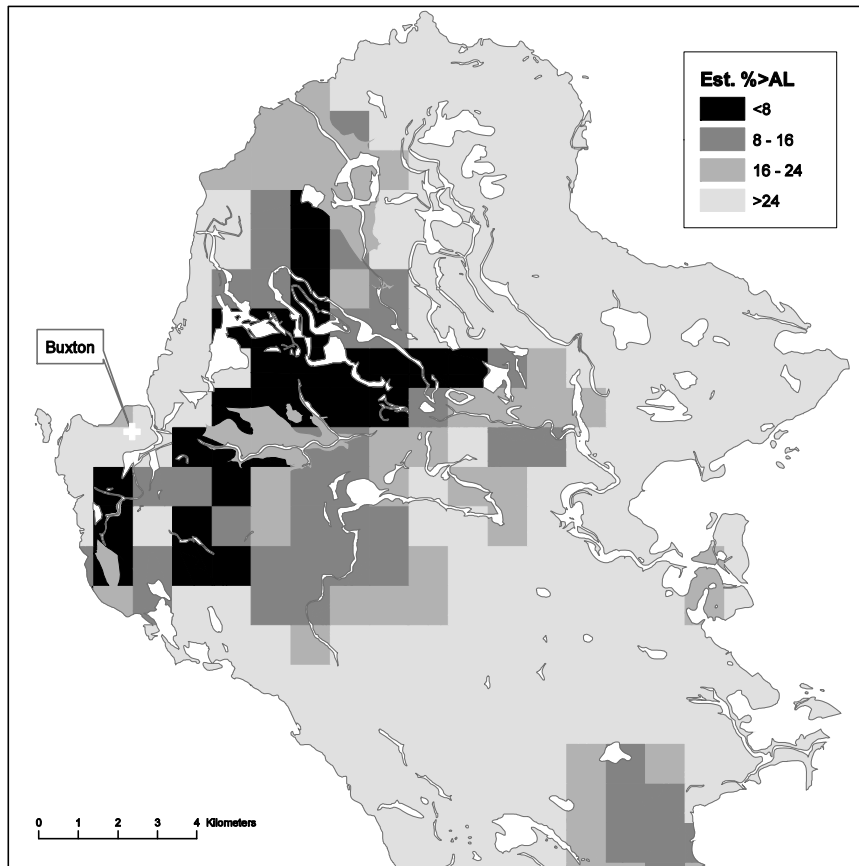 Est. %>AL
<8
8 - 16
16 - 24
>24
Buxton
0 1 2 3 4 Kilometers